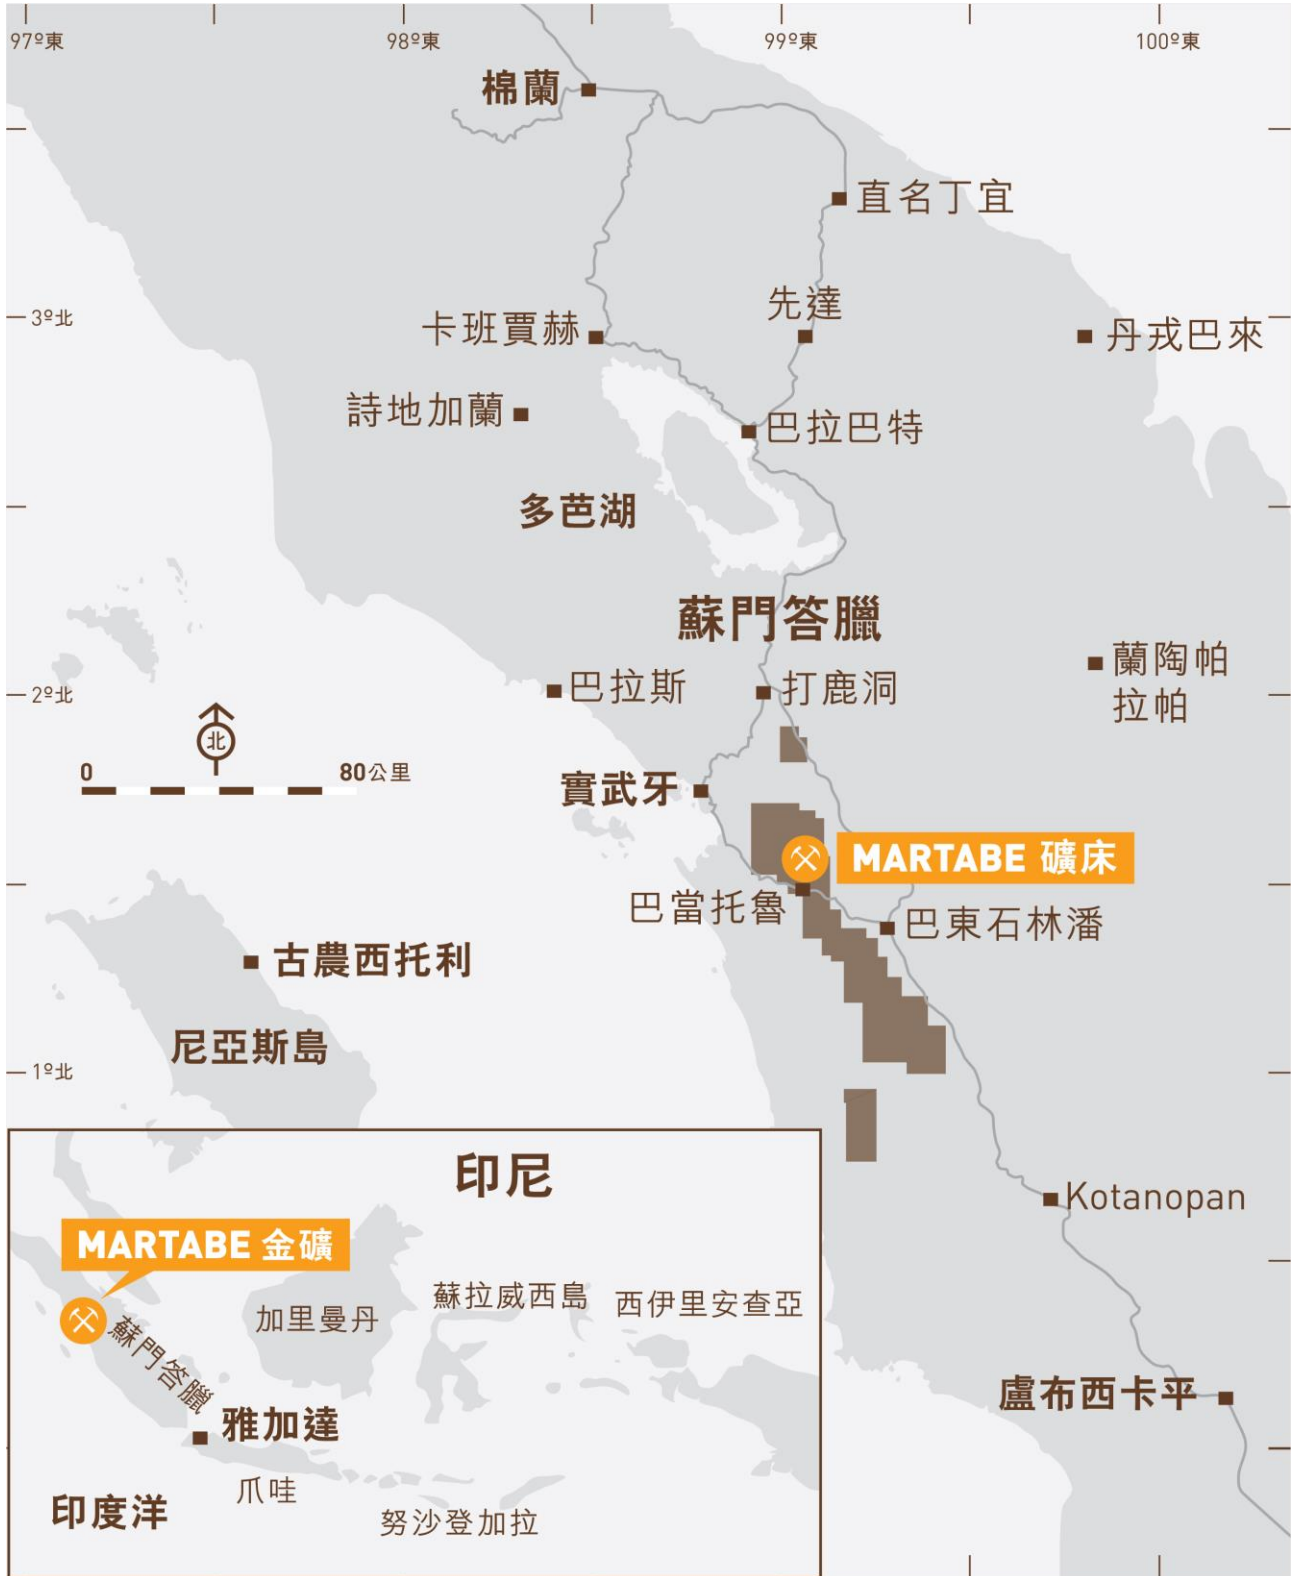 97º東
98º東
99º東
100º東
棉蘭
直名丁宜
3º北
先達
卡班賈赫
丹戎巴來
詩地加蘭
巴拉巴特
多芭湖
蘇門答臘
蘭陶帕
拉帕
2º北
巴拉斯
打鹿洞
北
0
80公里
實武牙
MARTABE 礦床
巴當托魯
巴東石林潘
古農西托利
尼亞斯島
1º北
印尼
Kotanopan
MARTABE 金礦
加里曼丹
蘇拉威西島
西伊里安查亞
蘇門答臘
盧布西卡平
雅加達
爪哇
印度洋
努沙登加拉